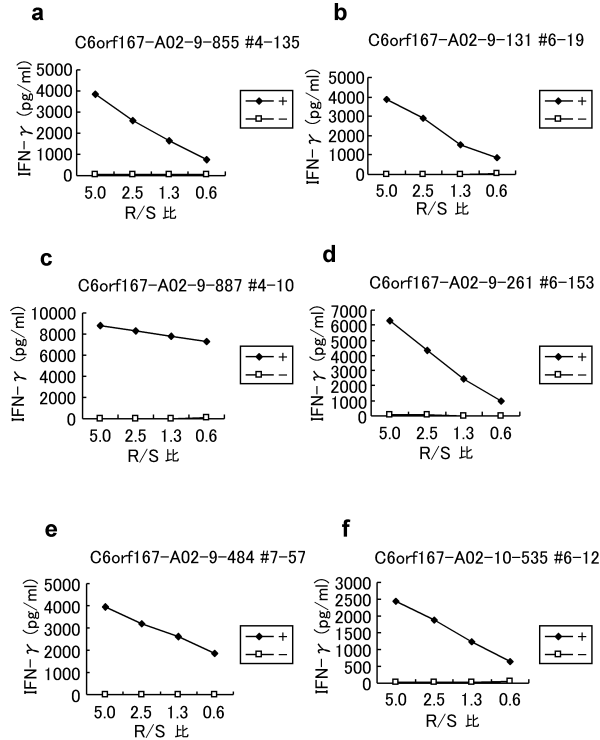 a
C6orf167-A02-9-855 #4-135
IFN-γ (pg/ml)
5000
4000
3000
2000
1000
0
5.0 2.5 1.3 0.6
R/S 比
+
−
b
C6orf167-A02-9-131 #6-19
IFN-γ (pg/ml)
5000
4000
3000
2000
1000
0
5.0 2.5 1.3 0.6
R/S 比
+
−
c
C6orf167-A02-9-887 #4-10
IFN-γ (pg/ml)
10000
8000
6000
4000
2000
0
5.0 2.5 1.3 0.6
R/S 比
+
−
d
C6orf167-A02-9-261 #6-153
IFN-γ (pg/ml)
7000
6000
5000
4000
3000
2000
1000
0
5.0 2.5 1.3 0.6
R/S 比
+
−
e
C6orf167-A02-9-484 #7-57
IFN-γ (pg/ml)
5000
4000
3000
2000
1000
0
5.0 2.5 1.3 0.6
R/S 比
+
−
f
C6orf167-A02-10-535 #6-12
IFN-γ (pg/ml)
3000
2500
2000
1500
1000
500
0
5.0 2.5 1.3 0.6
R/S 比
+
−